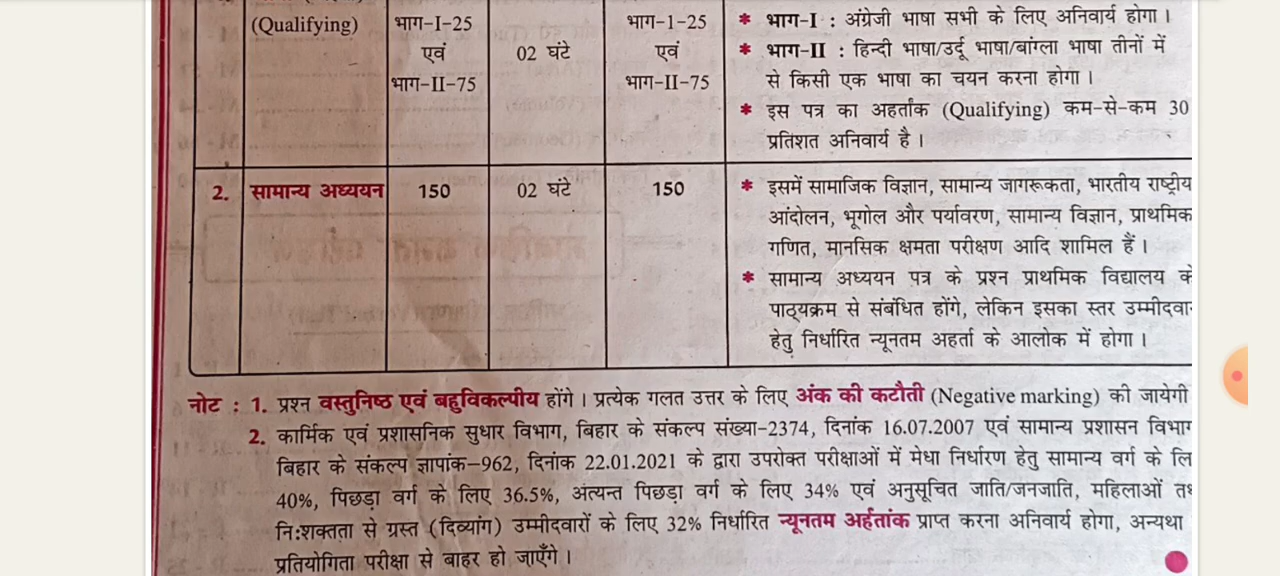 (Qualifying)
भाग-I-25
एवं
भाग-II-75
02 घंटे
भाग-1-25
एवं
भाग-II-75
* भाग-I : अंग्रेजी भाषा सभी के लिए अनिवार्य होगा।
* भाग-II : हिन्दी भाषा/उर्दू भाषा/बांग्ला भाषा तीनों में
से किसी एक भाषा का चयन करना होगा।
* इस पत्र का अहर्तांक (Qualifying) कम-से-कम 30
प्रतिशत अनिवार्य है।
2. सामान्य अध्ययन 150 02 घंटे 150
* इसमें सामाजिक विज्ञान, सामान्य जागरूकता, भारतीय राष्ट्रीय
आंदोलन, भूगोल और पर्यावरण, सामान्य विज्ञान, प्राथमिक
गणित, मानसिक क्षमता परीक्षण आदि शामिल हैं।
* सामान्य अध्ययन पत्र के प्रश्न प्राथमिक विद्यालय के
पाठ्यक्रम से संबंधित होंगे, लेकिन इसका स्तर
हेतु निर्धारित न्यूनतम अहर्ता के आलोक में होगा।
नोट : 1. प्रश्न वस्तुनिष्ठ एवं बहुविकल्पीय होंगे। प्रत्येक गलत उत्तर के लिए अंक की कटौती (Negative marking) की जायेगी
2. कार्मिक एवं प्रशासनिक सुधार विभाग, बिहार के संकल्प संख्या-2374, दिनांक 16.07.2007 एवं सामान्य प्रशासन विभाग
बिहार के संकल्प ज्ञापांक-962, दिनांक 22.01.2021 के द्वारा उपरोक्त परीक्षाओं में मेधा निर्धारण हेतु सामान्य वर्ग के
40%, पिछड़ा वर्ग के लिए 36.5%, अंत्यन्त पिछड़ा वर्ग के लिए 34% एवं अनुसूचित जाति/जनजाति, महिलाओं
नि:शक्तता से ग्रस्त (दिव्यांग) उम्मीदवारों के लिए 32% निर्धारित न्यूनतम अर्हतांक प्राप्त करना अनिवार्य होगा, अन्यथा
प्रतियोगिता परीक्षा से बाहर हो जाएँगे।